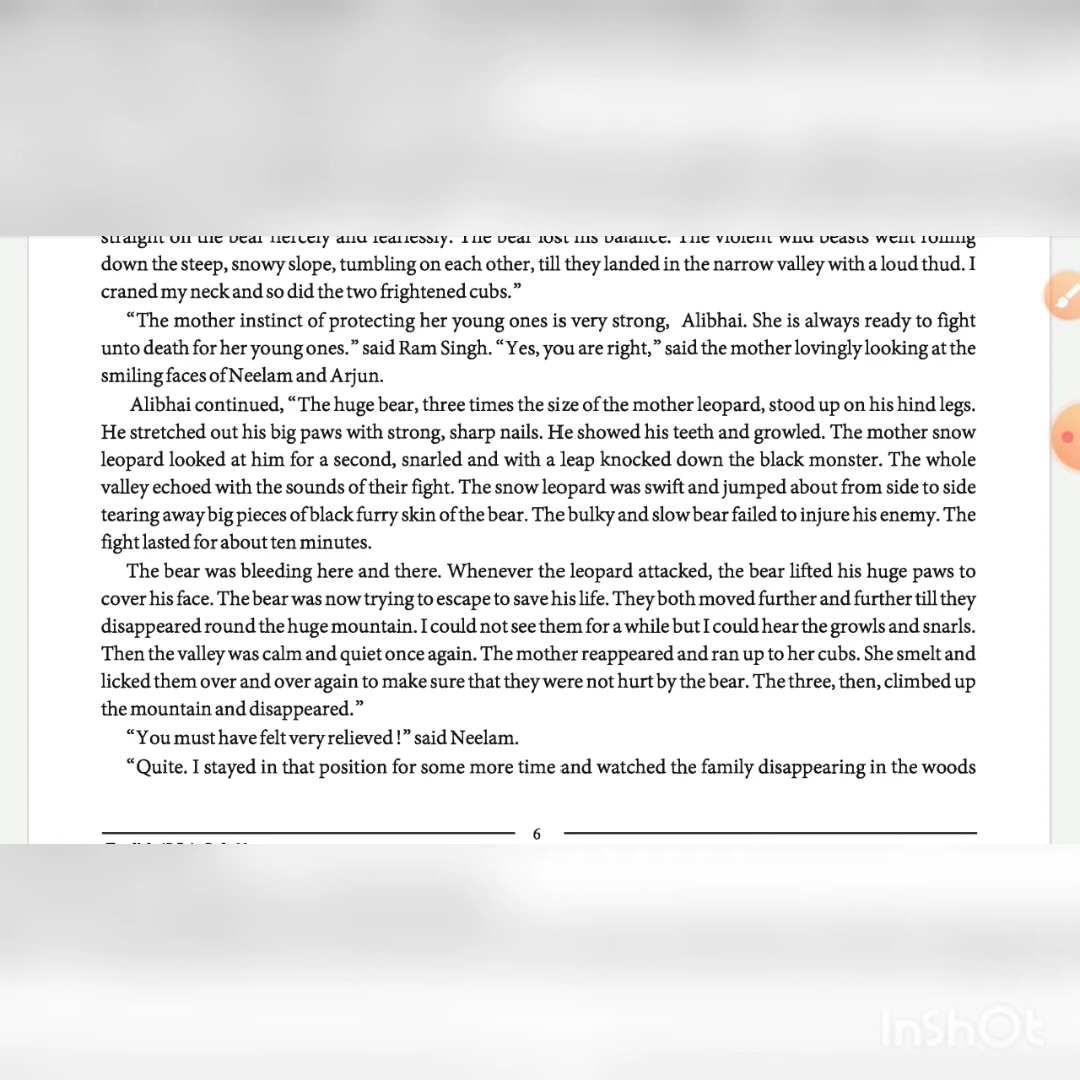 straight on the bear fiercely and fearlessly. The bear lost his balance. The violent wild beasts went rolling
down the steep, snowy slope, tumbling on each other, till they landed in the narrow valley with a loud thud. I
craned my neck and so did the two frightened cubs.”
“The mother instinct of protecting her young ones is very strong, Alibhai. She is always ready to fight
unto death for her young ones.” said Ram Singh. “Yes, you are right,” said the mother lovingly looking at the
smiling faces of Neelam and Arjun.
Alibhai continued, “The huge bear, three times the size of the mother leopard, stood up on his hind legs.
He stretched out his big paws with strong, sharp nails. He showed his teeth and growled. The mother snow
leopard looked at him for a second, snarled and with a leap knocked down the black monster. The whole
valley echoed with the sounds of their fight. The snow leopard was swift and jumped about from side to side
tearing away big pieces of black furry skin of the bear. The bulky and slow bear failed to injure his enemy. The
fight lasted for about ten minutes.
The bear was bleeding here and there. Whenever the leopard attacked, the bear lifted his huge paws to
cover his face. The bear was now trying to escape to save his life. They both moved further and further till they
disappeared round the huge mountain. I could not see them for a while but I could hear the growls and snarls.
Then the valley was calm and quiet once again. The mother reappeared and ran up to her cubs. She smelt and
licked them over and over again to make sure that they were not hurt by the bear. The three, then, climbed up
the mountain and disappeared.”
“You must have felt very relieved !” said Neelam.
“Quite. I stayed in that position for some more time and watched the family disappearing in the woods
6
InShOt